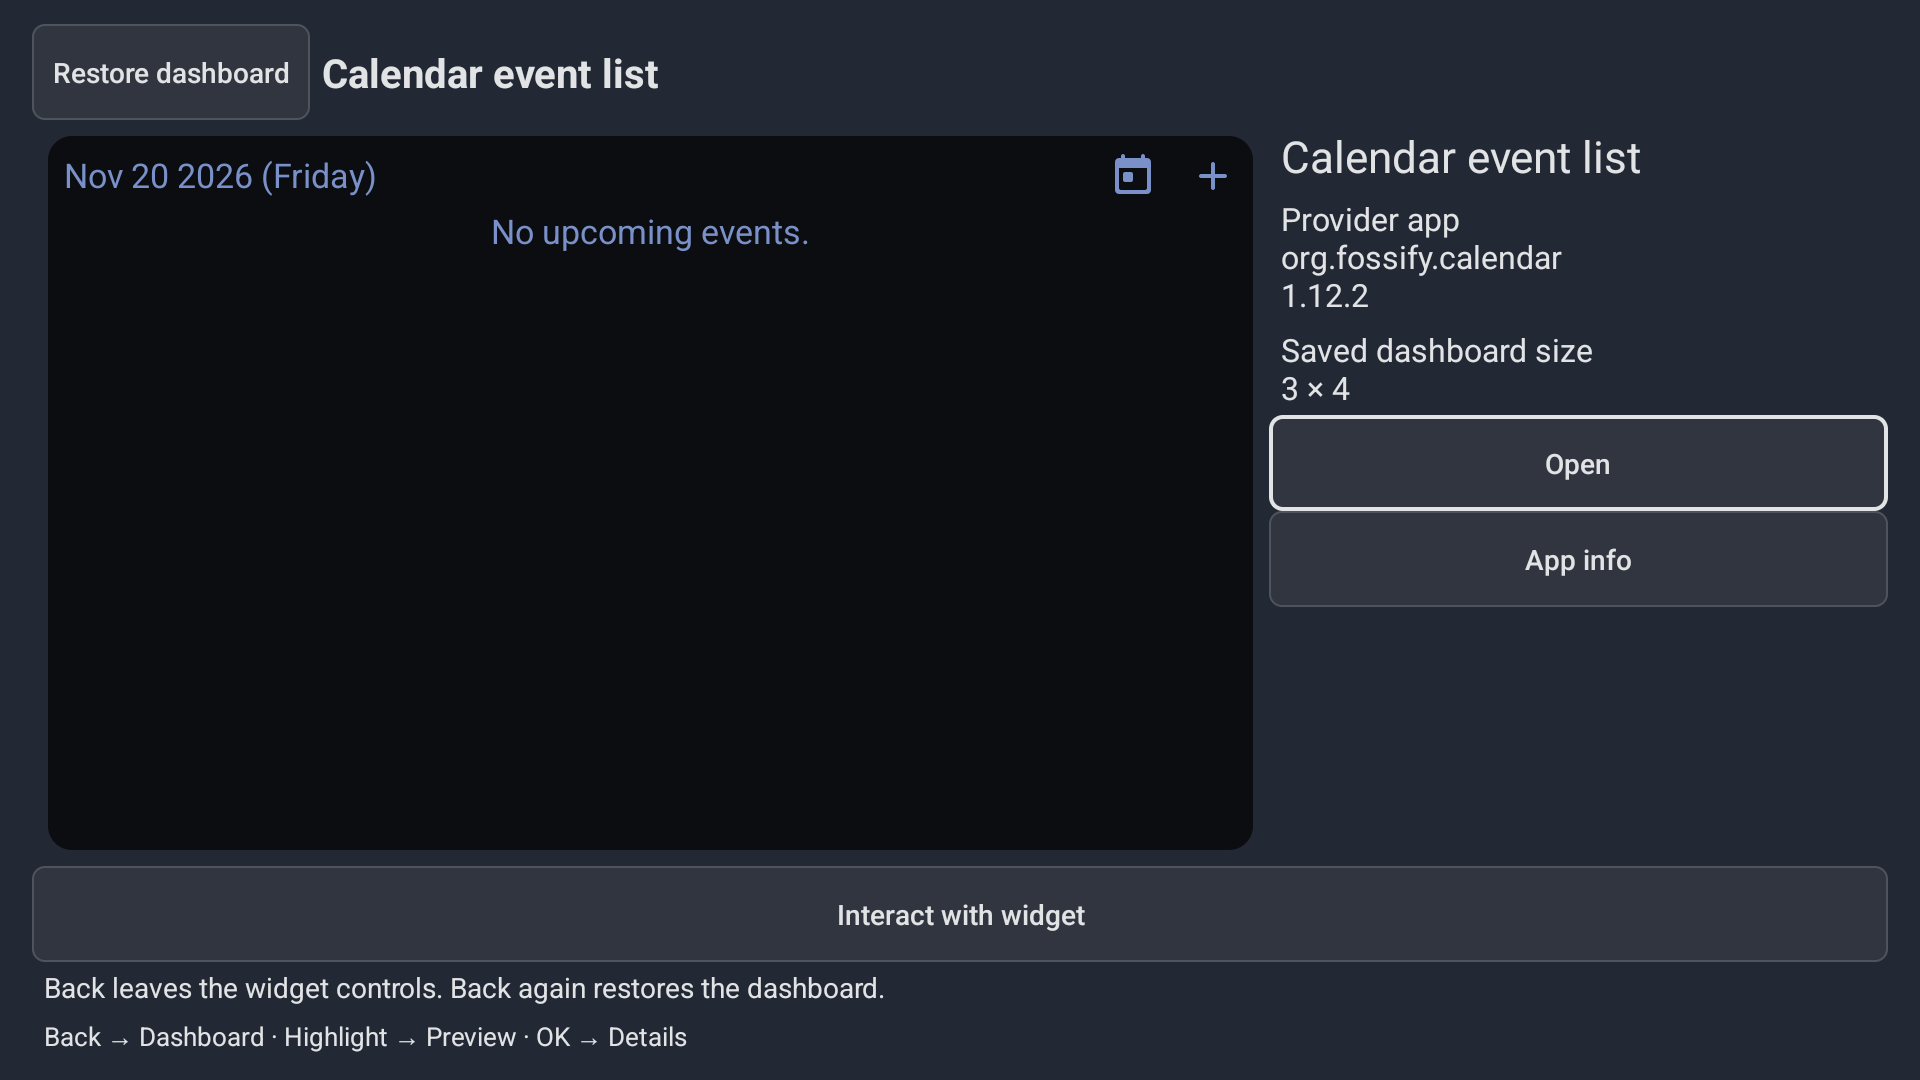 Restore dashboard
Calendar event list
Nov 20 2026 (Friday)
No upcoming events.
Calendar event list
Provider app
org.fossify.calendar
1.12.2
Saved dashboard size
3 × 4
Open
App info
Interact with widget
Back leaves the widget controls. Back again restores the dashboard.
Back → Dashboard · Highlight → Preview · OK → Details